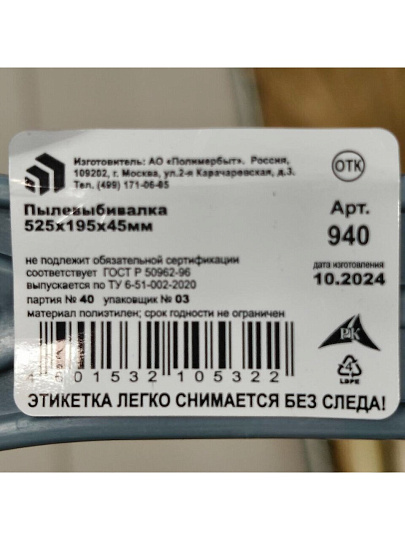 Изготовитель: АО «Полимербыт». Россия,
109202, г. Москва, ул.2-я Карачаровская, д.3.
Тел. (499) 171-06-85
ОТК
Пылевыбивалка
525х195х45мм
Арт.
940
не подлежит обязательной сертификации
соответствует ГОСТ Р 50962-96
выпускается по ТУ 6-51-002-2020
дата изготовления
10.2024
партия № 40 упаковщик № 03
материал полиэтилен; срок годности не ограничен
4 601532 105322
4
LDPE
ЭТИКЕТКА ЛЕГКО СНИМАЕТСЯ БЕЗ СЛЕДА!